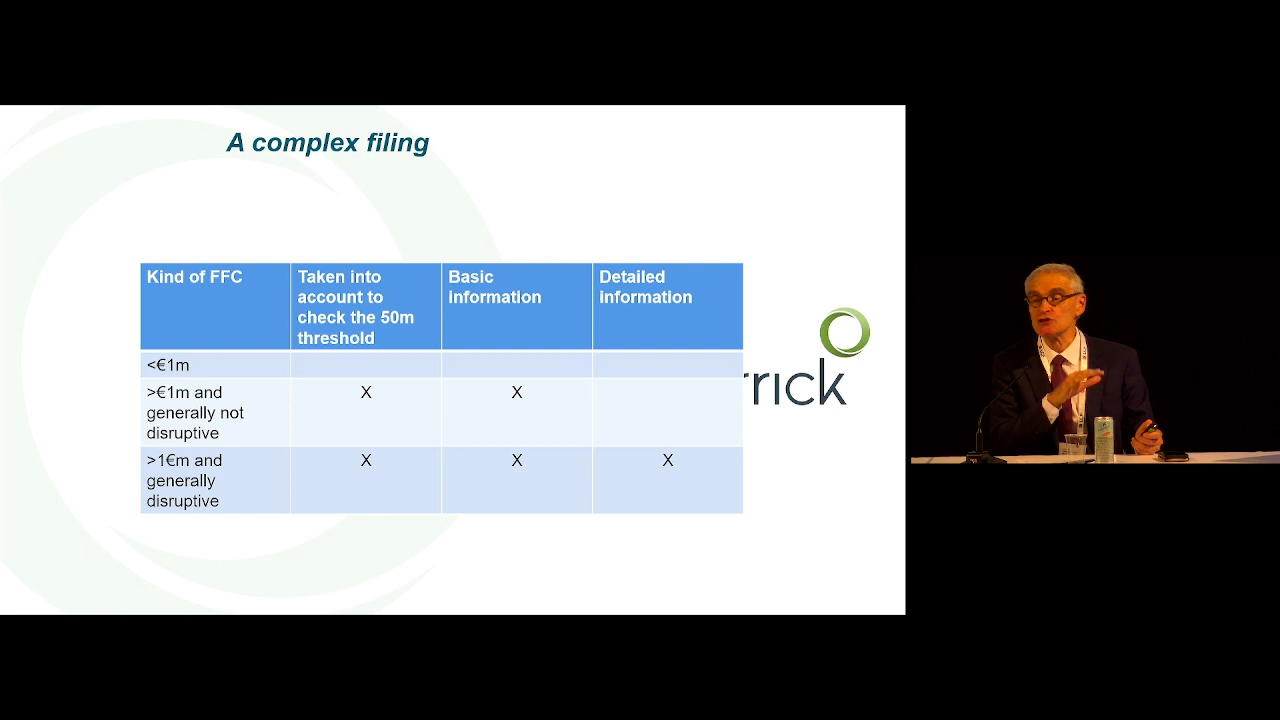 A complex filing
Kind of FFC
Taken into
account to
check the 50m
threshold
Basic
information
Detailed
information
<€1m
>€1m and
generally not
disruptive
X
X
>1€m and
generally
disruptive
X
X
X
rrick